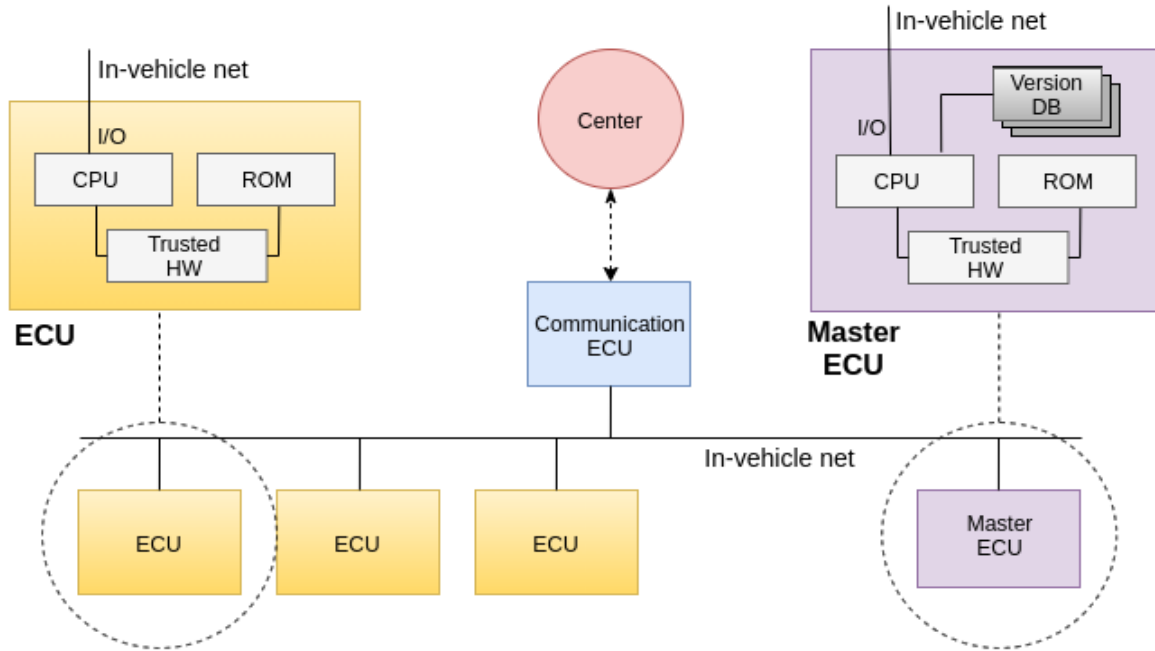 In-vehicle net
I/O
CPU
ROM
Trusted
HW
ECU
Center
Communication
ECU
In-vehicle net
Version
DB
I/O
CPU
ROM
Trusted
HW
Master
ECU
In-vehicle net
ECU
ECU
ECU
Master
ECU